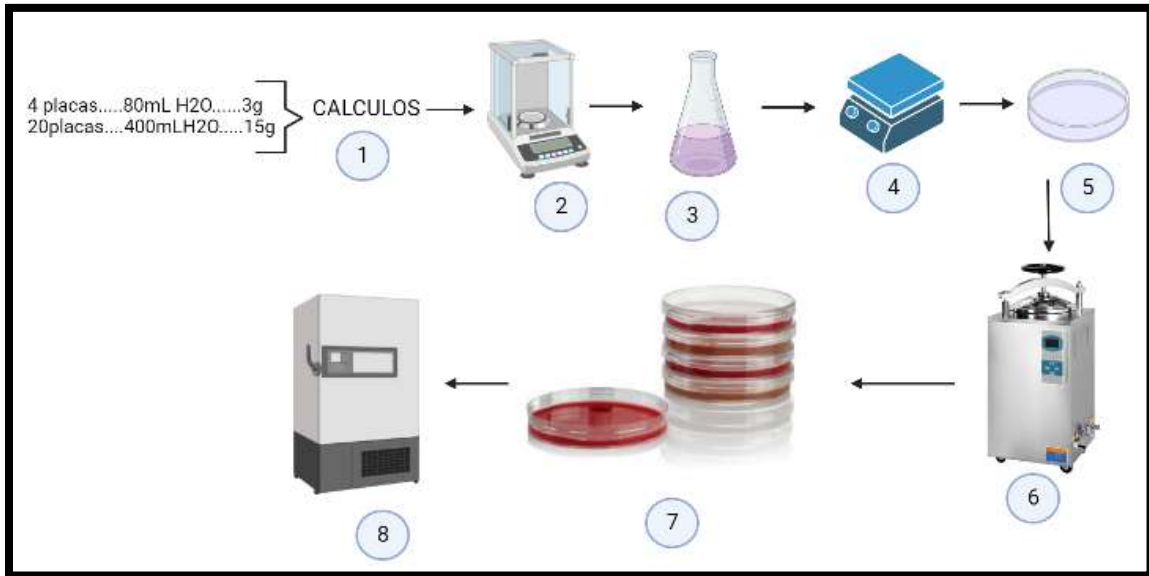 4 placas.....80mL H2O......3g
20placas....400mLH2O.....15g
CALCULOS
1
2
3
4
5
6
7
8